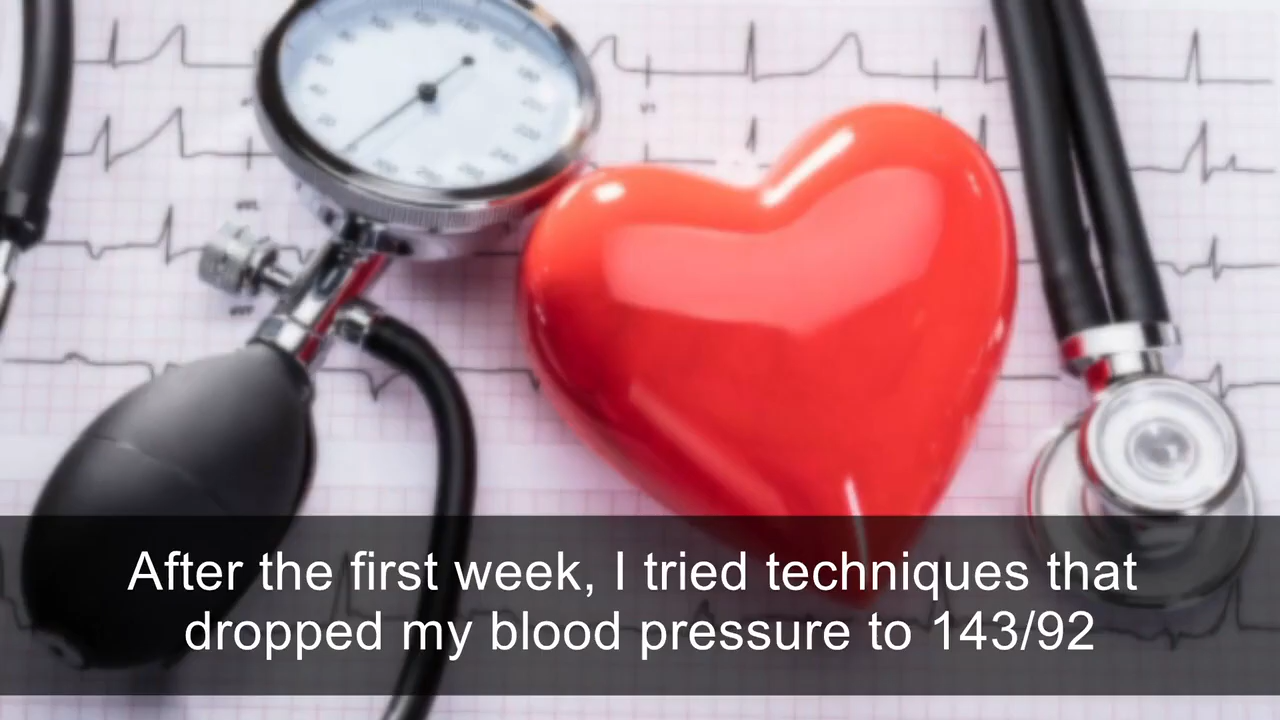 After the first week, I tried techniques that
dropped my blood pressure to 143/92